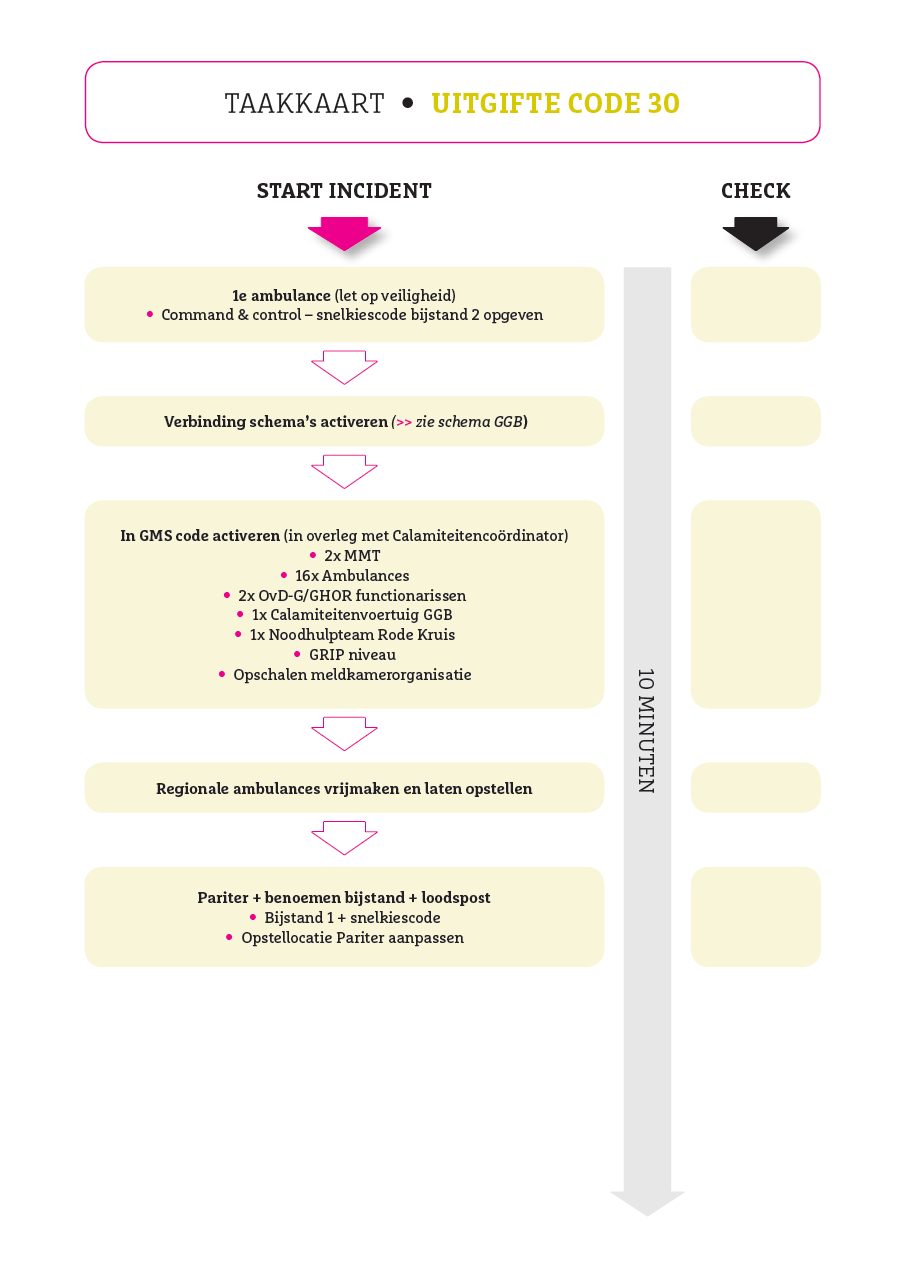 TAAKKAART • UITGIFTE CODE 30
START INCIDENT
CHECK
1e ambulance (let op veiligheid)
• Command & control – snelkiescode bijstand 2 opgeven
Verbinding schema's activeren (>> zie schema GGB)
In GMS code activeren (in overleg met Calamiteitencoördinator)
• 2x MMT
• 16x Ambulances
• 2x OvD-G/GHOR functionarissen
• 1x Calamiteitenvoertuig GGB
• 1x Noodhulpteam Rode Kruis
• GRIP niveau
• Opschalen meldkamerorganisatie
Regionale ambulances vrijmaken en laten opstellen
Pariter + benoemen bijstand + loodspost
• Bijstand 1 + snelkiescode
• Opstellocatie Pariter aanpassen
10 MINUTEN